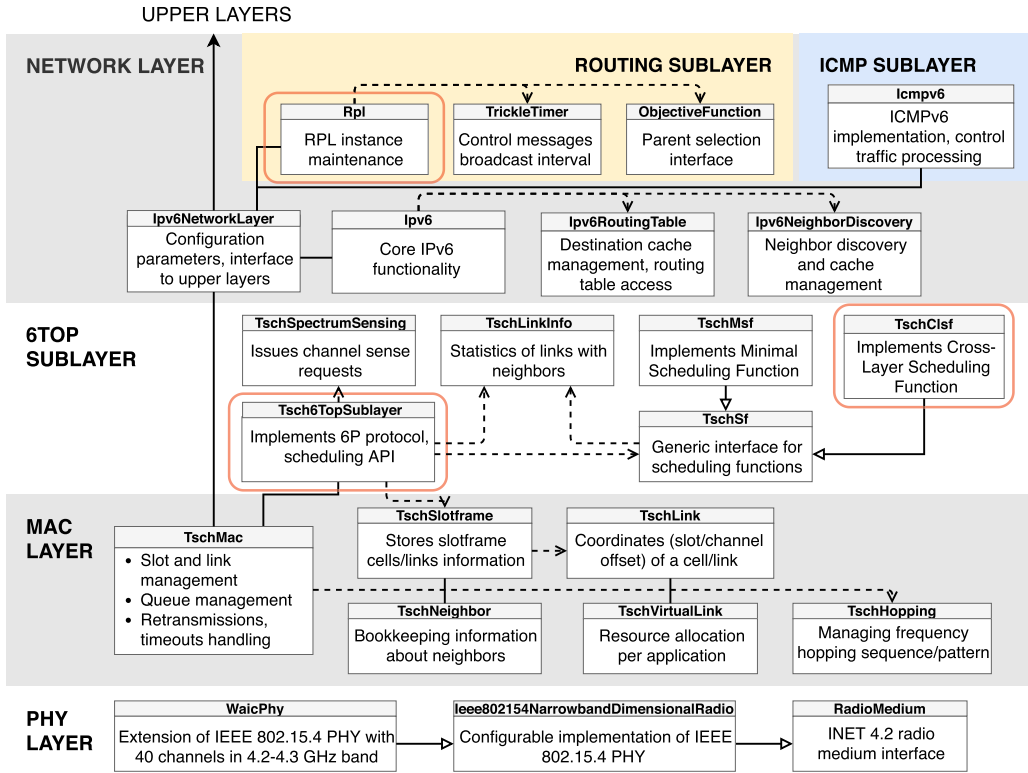 UPPER LAYERS
NETWORK LAYER
ROUTING SUBLAYER
ICMP SUBLAYER
Rpl
RPL instance
maintenance
TrickleTimer
Control messages
broadcast interval
ObjectiveFunction
Parent selection
interface
Icmpv6
ICMPv6
implementation, control
traffic processing
Ipv6NetworkLayer
Configuration
parameters, interface
to upper layers
Ipv6
Core IPv6
functionality
Ipv6RoutingTable
Destination cache
management, routing
table access
Ipv6NeighborDiscovery
Neighbor discovery
and cache
management
6TOP
SUBLAYER
TschSpectrumSensing
Issues channel sense
requests
TschLinkInfo
Statistics of links with
neighbors
TschMsf
Implements Minimal
Scheduling Function
TschClsf
Implements Cross-
Layer Scheduling
Function
Tsch6TopSublayer
Implements 6P protocol,
scheduling API
TschSf
Generic interface for
scheduling functions
MAC
LAYER
TschMac
• Slot and link
management
• Queue management
• Retransmissions,
timeouts handling
TschSlotframe
Stores slotframe
cells/links information
TschLink
Coordinates (slot/channel
offset) of a cell/link
TschNeighbor
Bookkeeping information
about neighbors
TschVirtualLink
Resource allocation
per application
TschHopping
Managing frequency
hopping sequence/pattern
PHY
LAYER
WaicPhy
Extension of IEEE 802.15.4 PHY with
40 channels in 4.2-4.3 GHz band
Ieee802154NarrowbandDimensionalRadio
Configurable implementation of IEEE
802.15.4 PHY
RadioMedium
INET 4.2 radio
medium interface